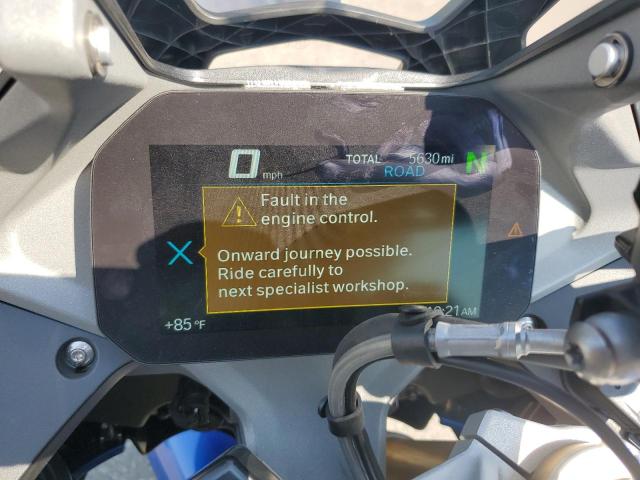 0 mph TOTAL 5630 mi N
ROAD
Fault in the
engine control.
Onward journey possible.
Ride carefully to
next specialist workshop.
+85 °F